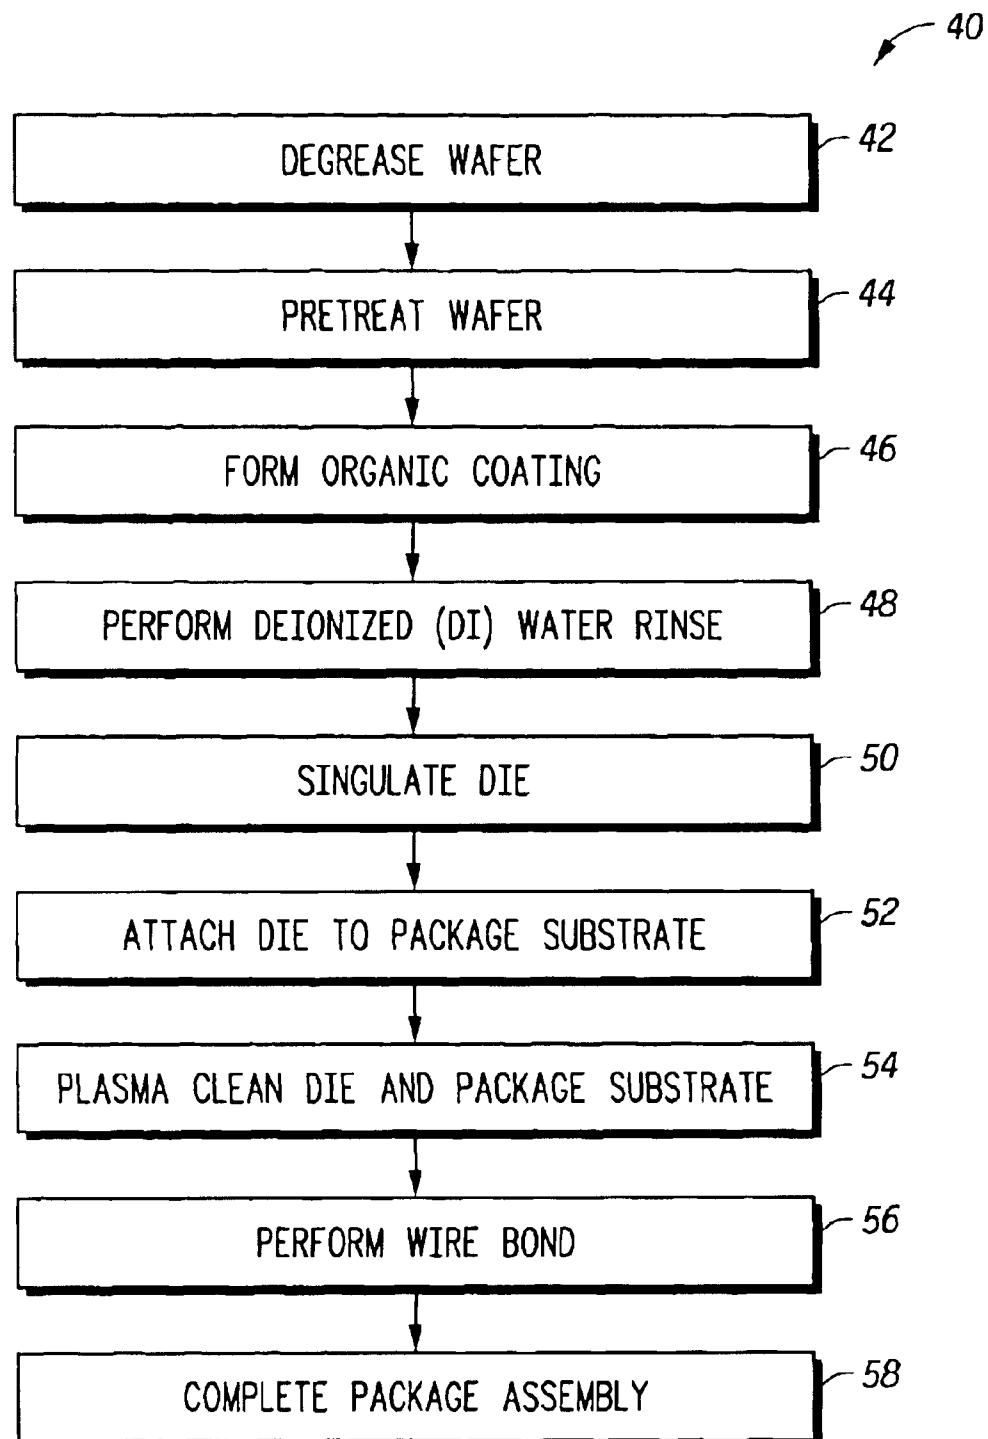 40
DEGREASE WAFER
42
PRETREAT WAFER
44
FORM ORGANIC COATING
46
PERFORM DEIONIZED (DI) WATER RINSE
48
SINGULATE DIE
50
ATTACH DIE TO PACKAGE SUBSTRATE
52
PLASMA CLEAN DIE AND PACKAGE SUBSTRATE
54
PERFORM WIRE BOND
56
COMPLETE PACKAGE ASSEMBLY
58